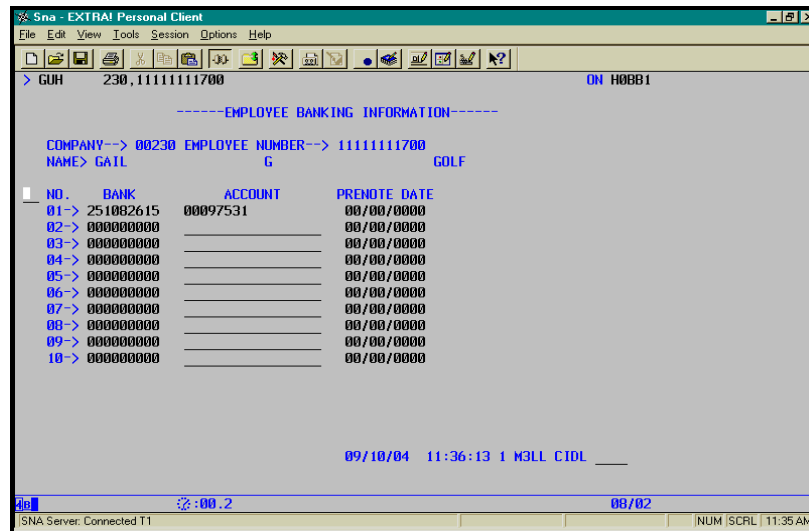 Sna - EXTRA! Personal Client
File Edit View Tools Session Options Help
> GUH 230,11111111700 ON H0BB1
------EMPLOYEE BANKING INFORMATION------
COMPANY--> 00230 EMPLOYEE NUMBER--> 11111111700
NAME> GAIL G GOLF
NO. BANK ACCOUNT PRENOTE DATE
01-> 251082615 00097531 00/00/0000
02-> 000000000 00/00/0000
03-> 000000000 00/00/0000
04-> 000000000 00/00/0000
05-> 000000000 00/00/0000
06-> 000000000 00/00/0000
07-> 000000000 00/00/0000
08-> 000000000 00/00/0000
09-> 000000000 00/00/0000
10-> 000000000 00/00/0000
09/10/04 11:36:13 1 M3LL CIDL ____
4B :00.2 08/02
SNA Server: Connected T1 NUM SCRL 11:35 AM